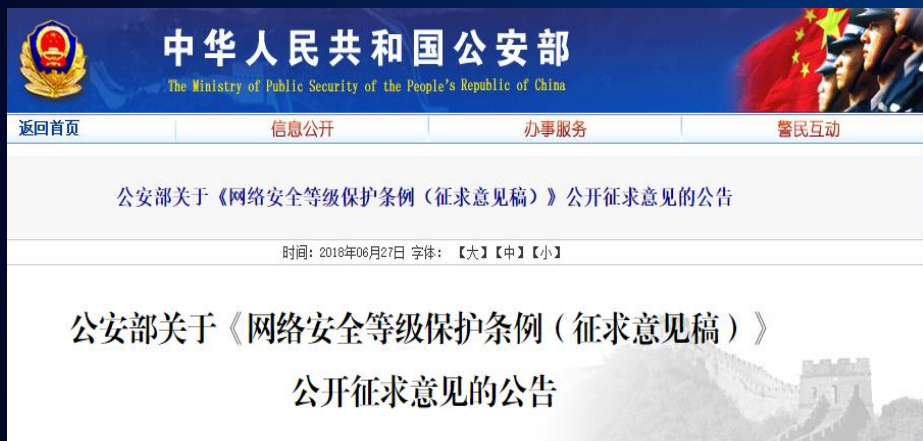 中华人民共和国公安部
The Ministry of Public Security of the People's Republic of China
返回首页 信息公开 办事服务 警民互动
公安部关于《网络安全等级保护条例（征求意见稿）》公开征求意见的公告
时间：2018年06月27日 字体：【大】【中】【小】
公安部关于《网络安全等级保护条例（征求意见稿）》
公开征求意见的公告